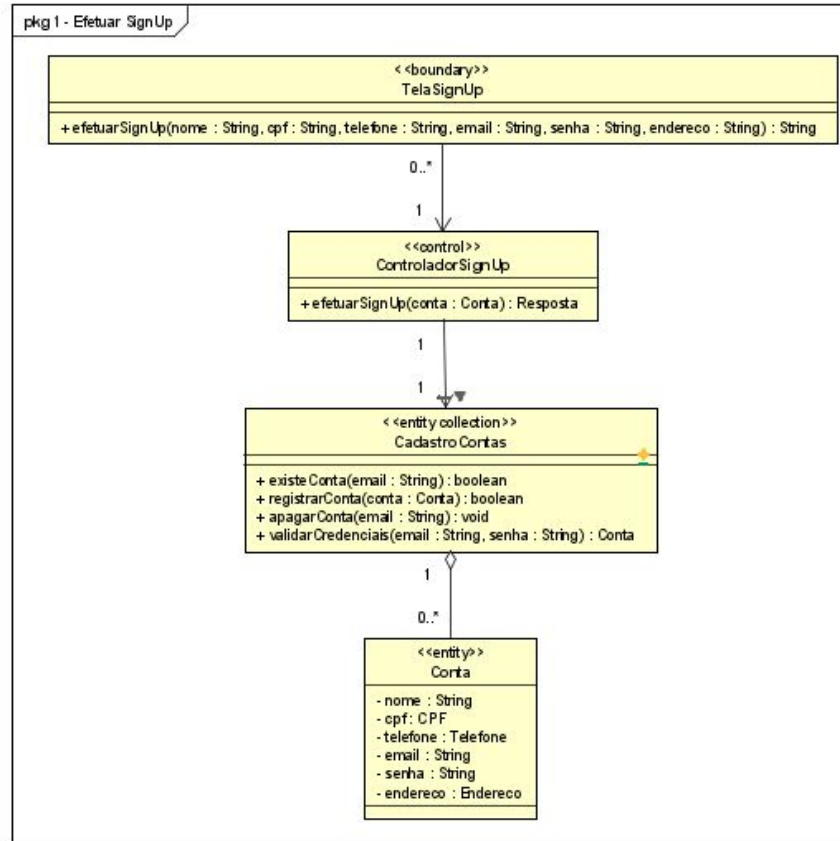 pkg 1 - Efetuar SignUp
<<boundary>>
TelaSignUp
+ efetuarSignUp(nome : String, cpf : String, telefone : String, email : String, senha : String, endereco : String) : String
0..*
1
<<control>>
ControladorSignUp
+ efetuarSignUp(conta : Conta) : Resposta
1
1
<<entity collection>>
CadastroContas
+ existeConta(email : String) : boolean
+ registrarConta(conta : Conta) : boolean
+ apagarConta(email : String) : void
+ validarCredenciais(email : String, senha : String) : Conta
1
0..*
<<entity>>
Conta
- nome : String
- cpf : CPF
- telefone : Telefone
- email : String
- senha : String
- endereco : Endereco